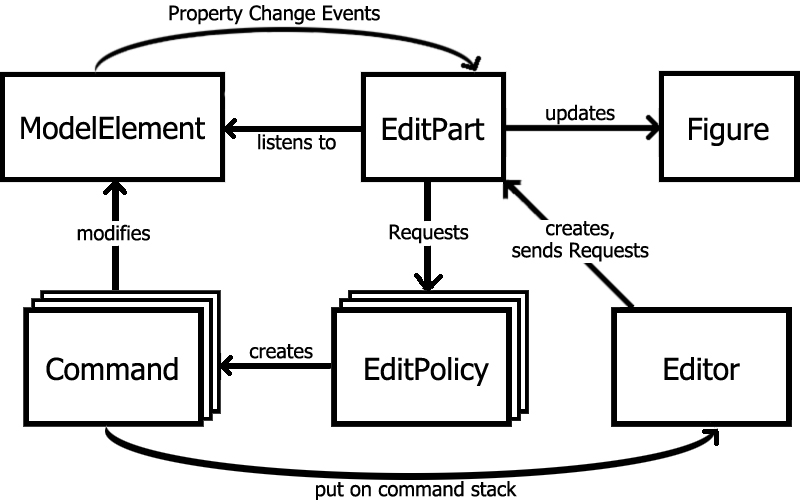 Property Change Events
ModelElement
listens to
EditPart
updates
Figure
modifies
Requests
creates,
sends Requests
Command
creates
EditPolicy
Editor
put on command stack